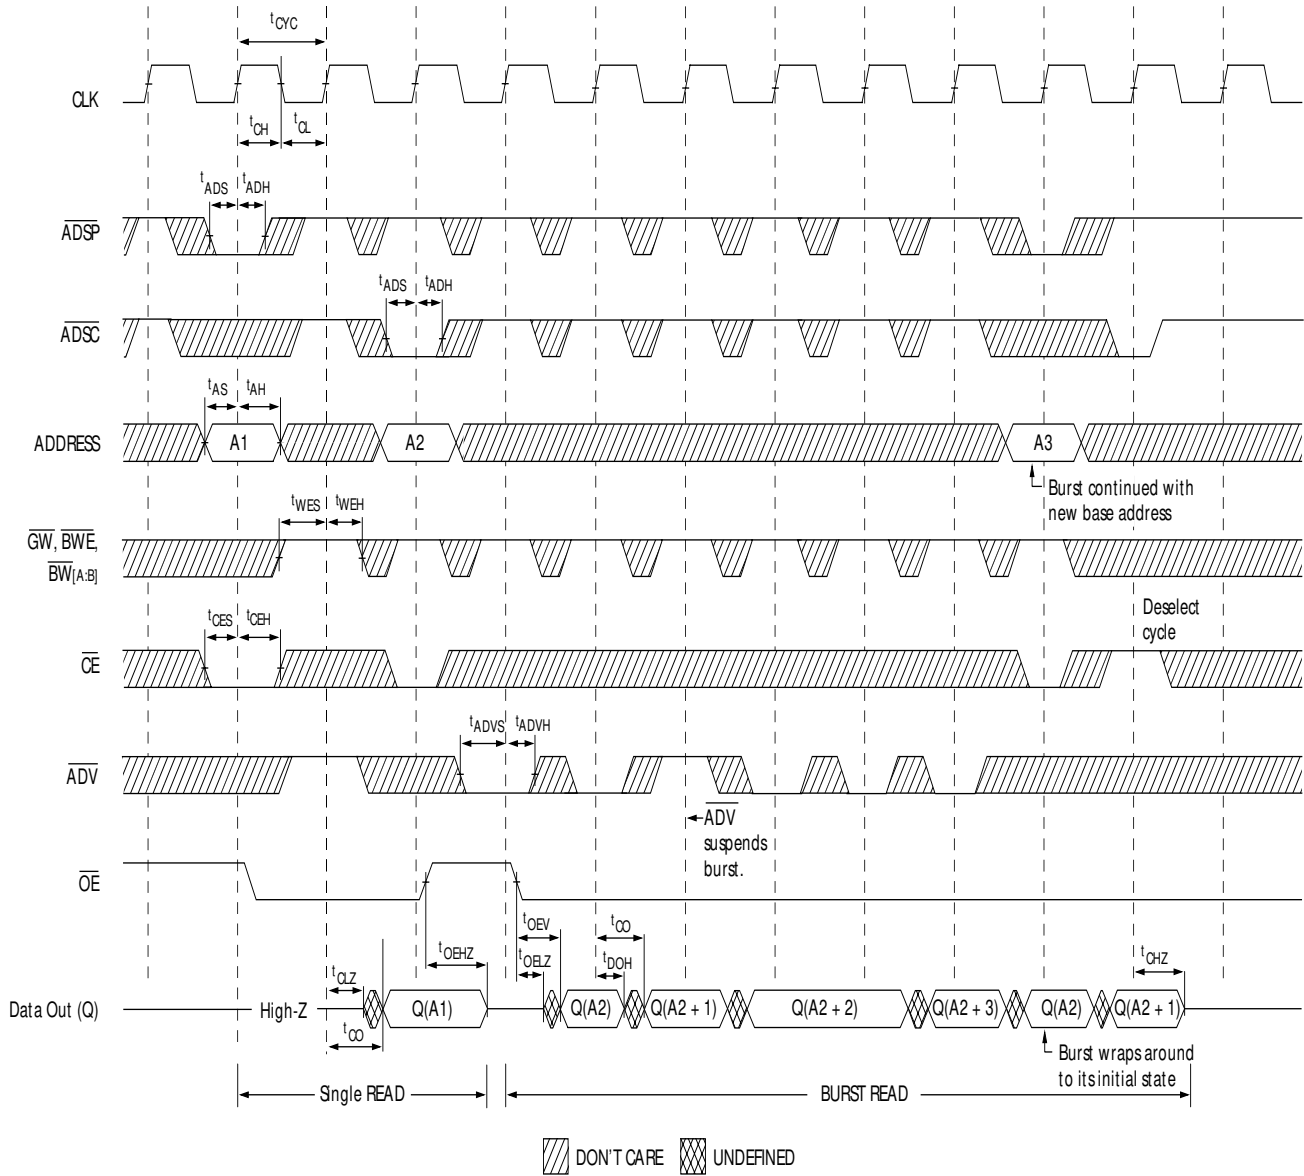 tCYC
CLK
tCH
tCL
tADS
tADH
ADSP
tADS
tADH
ADSC
tAS
tAH
ADDRESS
A1
A2
A3
Burst continued with
new base address
tWES
tWEH
GW, BWE,
BW[A:B]
Deselect
cycle
tCES
tCEH
CE
tADVS
tADVH
ADV
ADV
suspends
burst.
OE
tOEV
tCO
tOEHZ
tOELZ
tDOH
tCHZ
tCLZ
Data Out (Q)
High-Z
Q(A1)
Q(A2)
Q(A2 + 1)
Q(A2 + 2)
Q(A2 + 3)
Q(A2)
Q(A2 + 1)
tCO
Burst wraps around
to its initial state
Single READ
BURST READ
DON'T CARE
UNDEFINED